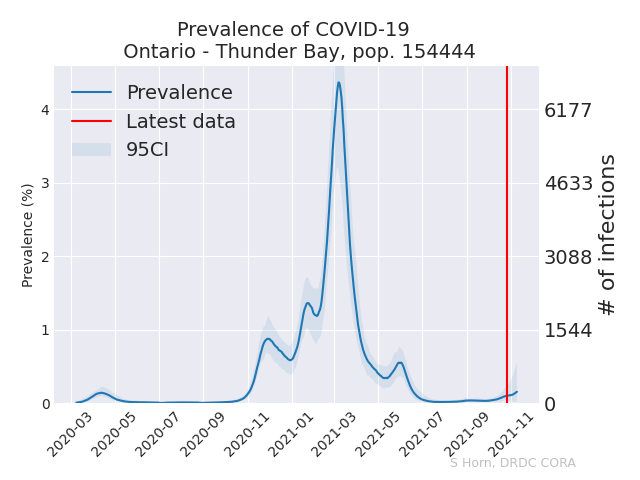 Prevalence of COVID-19
Ontario - Thunder Bay, pop. 154444
Prevalence
Latest data
95CI
Prevalence (%)
4
3
2
1
0
6177
4633
3088
1544
0
# of infections
2020-03
2020-05
2020-07
2020-09
2020-11
2021-01
2021-03
2021-05
2021-07
2021-09
2021-11
S Horn, DRDC CORA